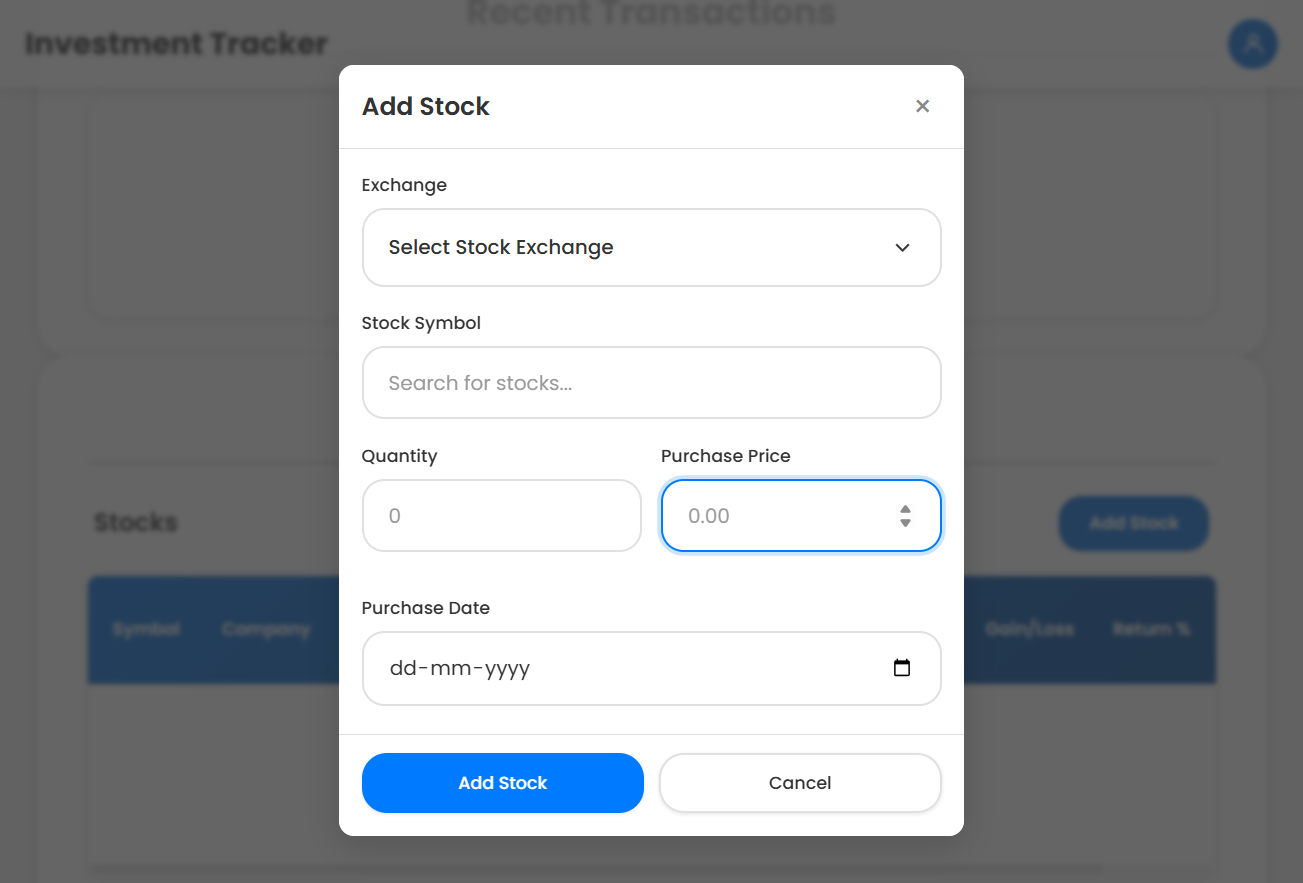 Recent Transactions
Investment Tracker
Add Stock
×
Exchange
Select Stock Exchange
Stock Symbol
Search for stocks...
Quantity
Purchase Price
0
0.00
Stocks
Add Stock
Purchase Date
Symbol
Company
Gain/Loss
Return %
dd-mm-yyyy
Add Stock
Cancel